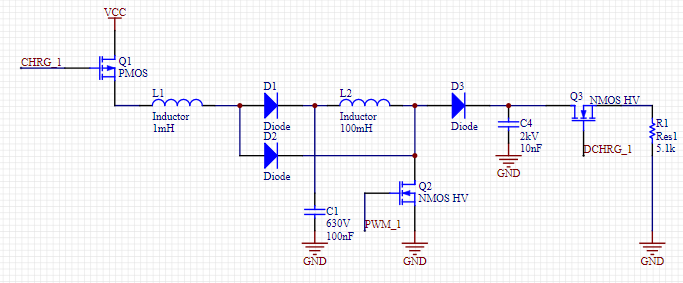 VCC
CHRG_1
Q1
PMOS
L1
Inductor
1mH
D1
Diode
D2
Diode
L2
Inductor
100mH
D3
Diode
C1
630V
100nF
GND
PWM_1
Q2
NMOS HV
GND
C4
2kV
10nF
GND
Q3
NMOS HV
DCHRG_1
R1
Res1
5.1k
GND